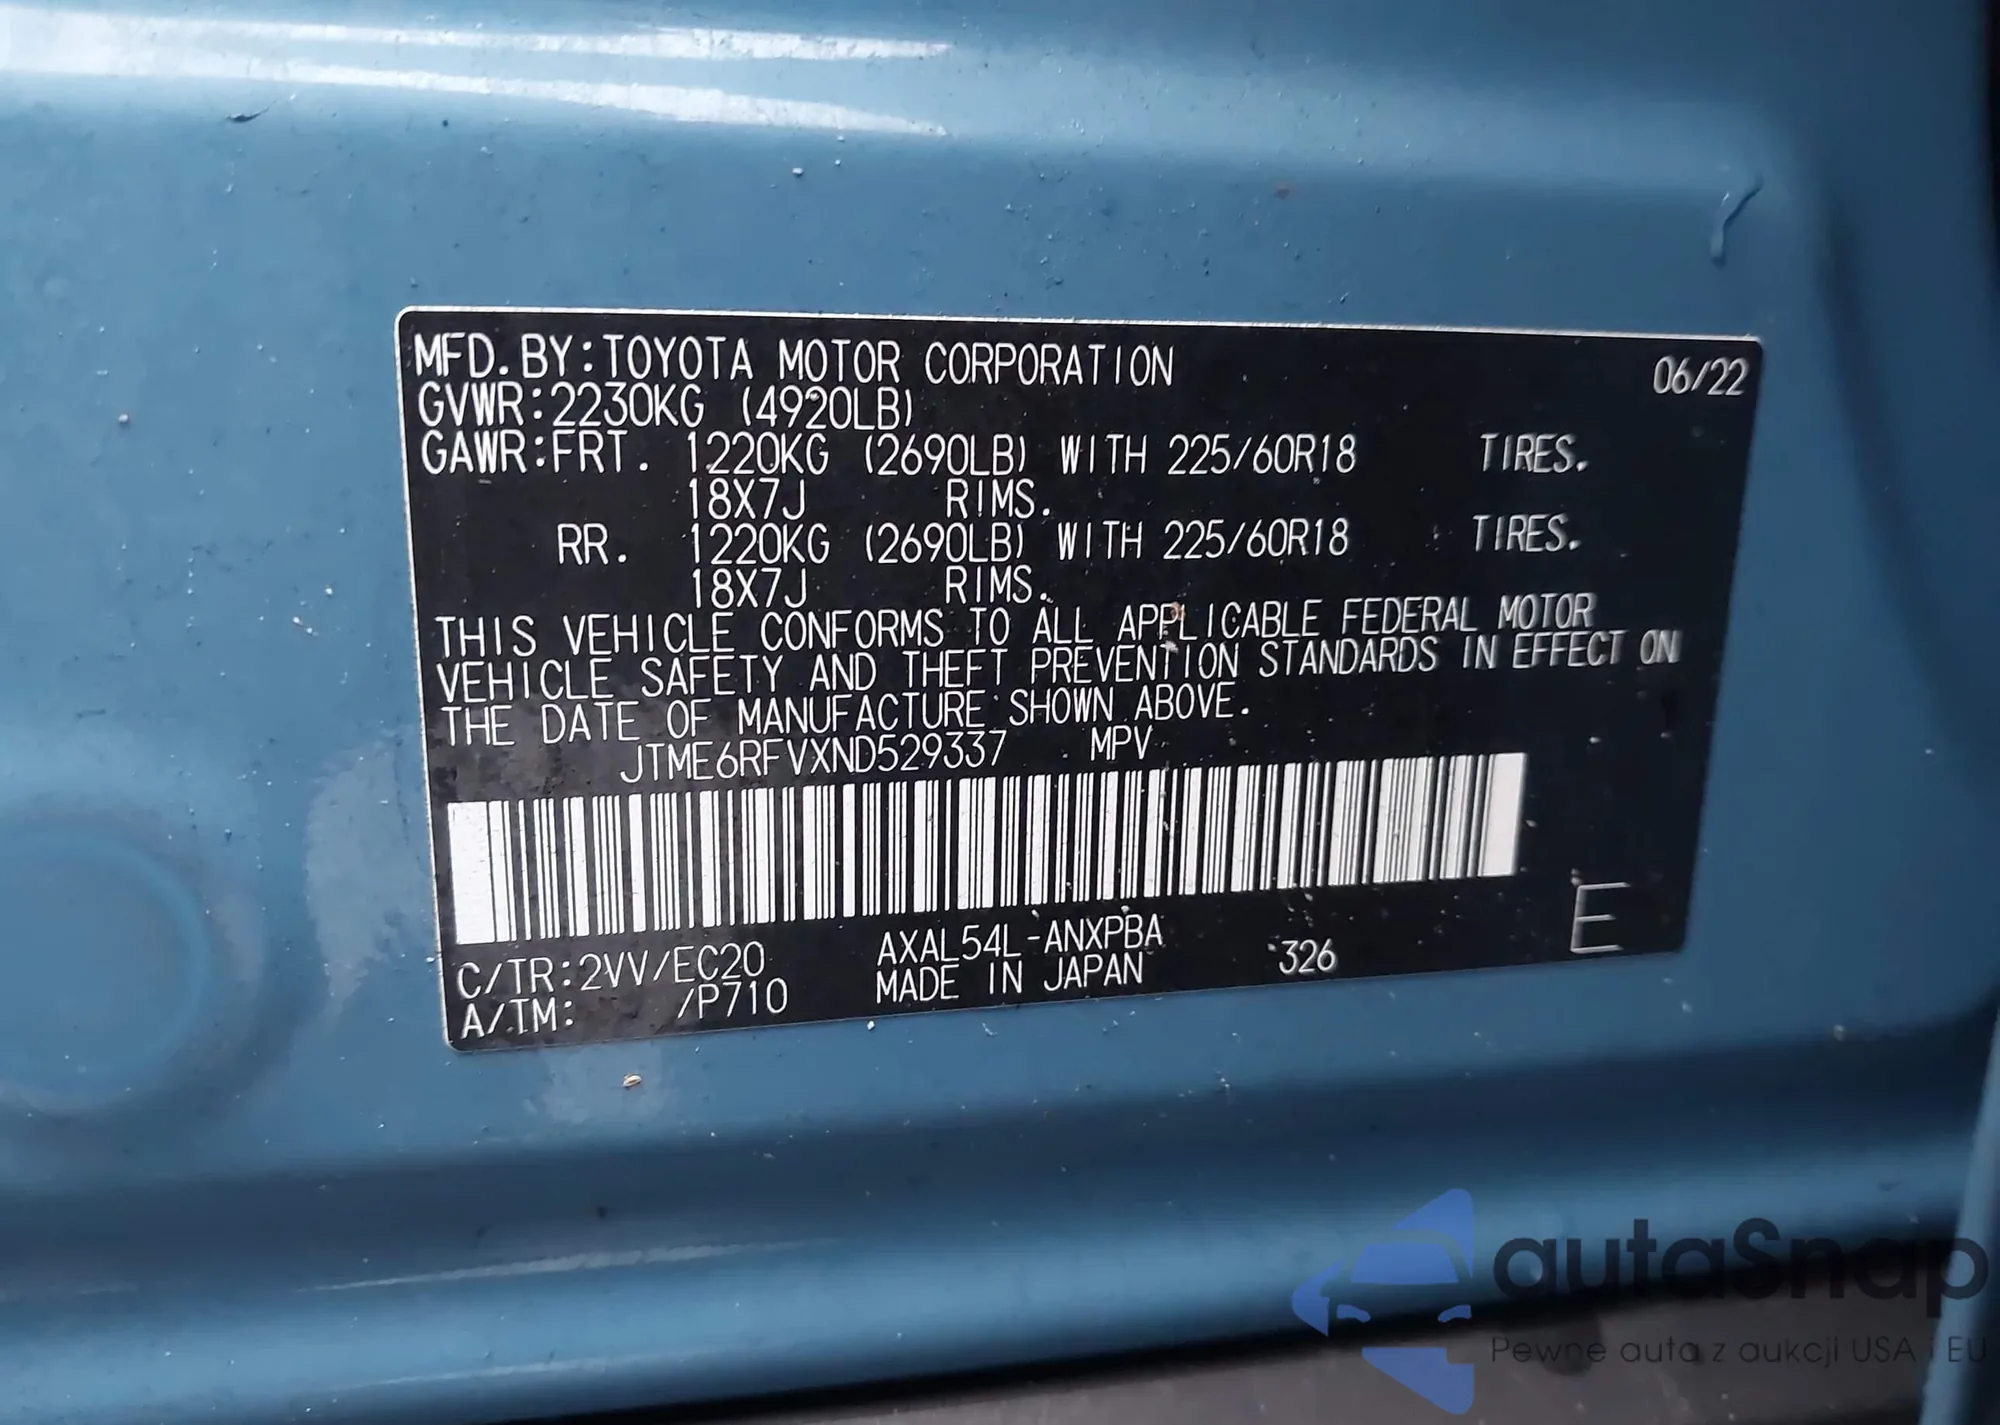 MFD. BY: TOYOTA MOTOR CORPORATION 06/22
GVWR: 2230KG (4920LB)
GAWR: FRT. 1220KG (2690LB) WITH 225/60R18 TIRES.
18X7J RIMS.
RR. 1220KG (2690LB) WITH 225/60R18 TIRES.
18X7J RIMS.
THIS VEHICLE CONFORMS TO ALL APPLICABLE FEDERAL MOTOR
VEHICLE SAFETY AND THEFT PREVENTION STANDARDS IN EFFECT ON
THE DATE OF MANUFACTURE SHOWN ABOVE.
JTME6RFVXND529337 MPV
C/TR: 2VV/EC20 AXAL54L-ANXPBA 326 E
A/TM: /P710 MADE IN JAPAN
autaSnap
Pewne auta z aukcji USA i EU